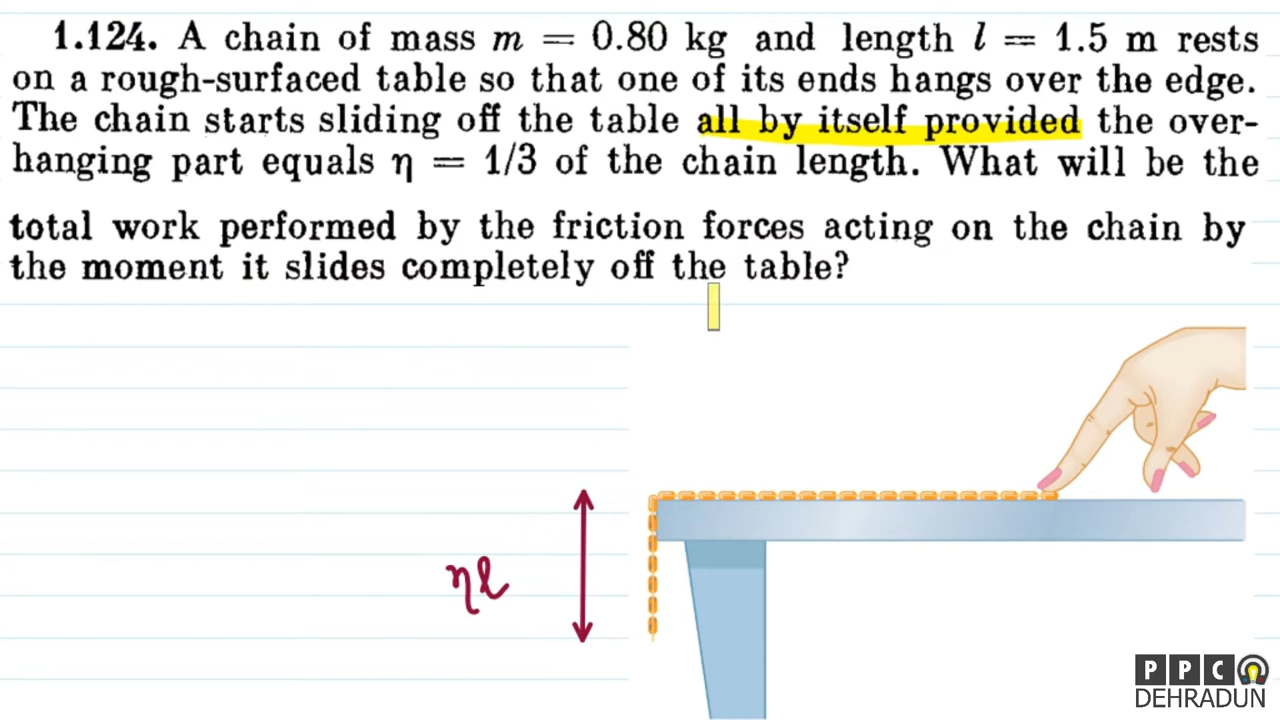 1.124. A chain of mass m = 0.80 kg and length l = 1.5 m rests
on a rough-surfaced table so that one of its ends hangs over the edge.
The chain starts sliding off the table all by itself provided the over-
hanging part equals η = 1/3 of the chain length. What will be the
total work performed by the friction forces acting on the chain by
the moment it slides completely off the table?
ηl
PPC
DEHRADUN